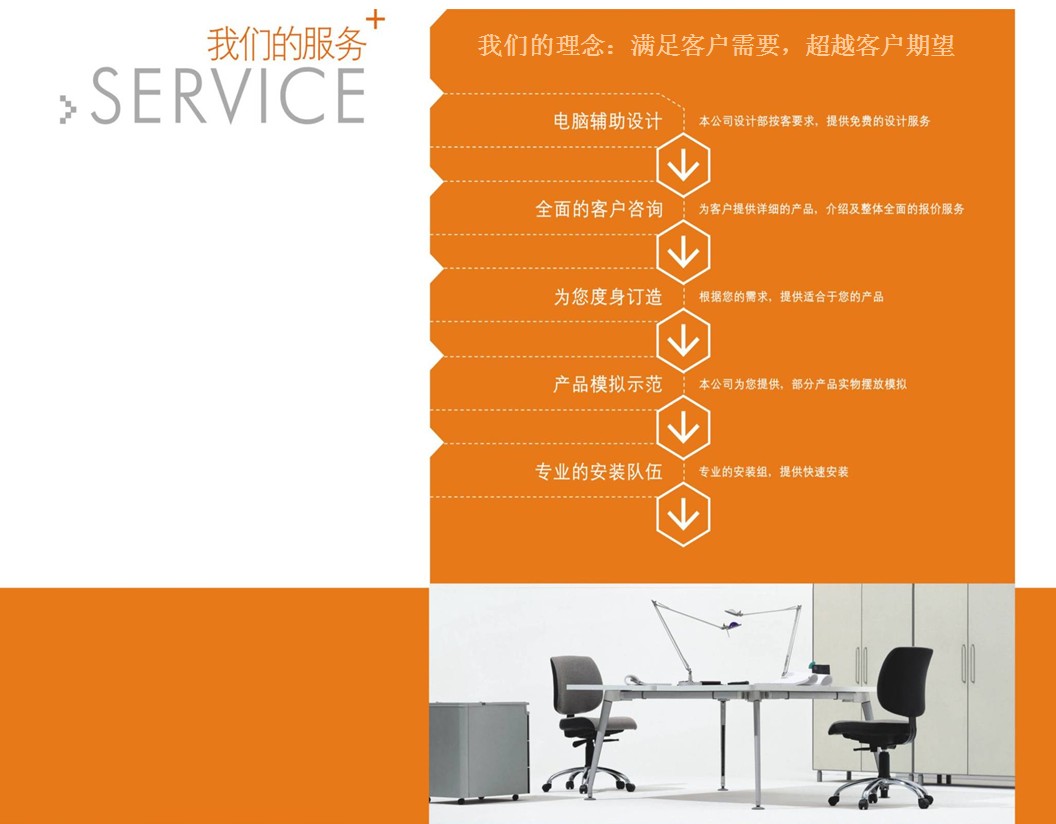 我们的服务+
SERVICE
我们的理念：满足客户需要，超越客户期望
电脑辅助设计
本公司设计部按客要求，提供免费的设计服务
全面的客户咨询
为客户提供详细的产品，介绍及整体全面的报价服务
为您度身订造
根据您的需求，提供适合于您的产品
产品模拟示范
本公司为您提供，部分产品实物摆放模拟
专业的安装队伍
专业的安装组，提供快速安装